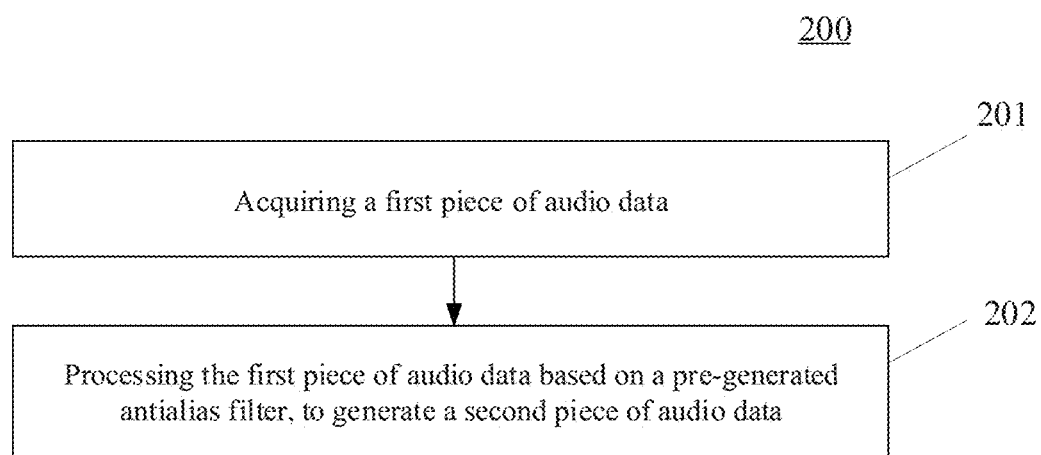 200
201
Acquiring a first piece of audio data
202
Processing the first piece of audio data based on a pre-generated
antialias filter, to generate a second piece of audio data